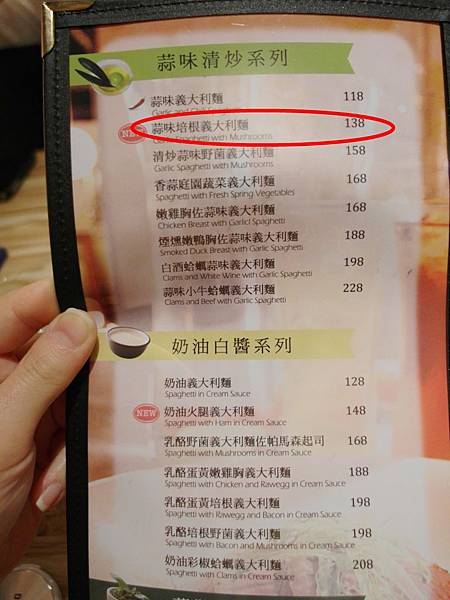 蒜味清炒系列
蒜味義大利麵 118
Garlic and Chili Spaghetti
NEW 蒜味培根義大利麵 138
Garlic Spaghetti with Mushrooms
清炒蒜味野菌義大利麵 158
Garlic Spaghetti with Mushrooms
香蒜庭園蔬菜義大利麵 168
Spaghetti with Fresh Spring Vegetables
嫩雞胸佐蒜味義大利麵 168
Chicken Breast with Garlicl Spaghetti
煙燻嫩鴨胸佐蒜味義大利麵 188
Smoked Duck Breast with Garlic Spaghetti
白酒蛤蠣蒜味義大利麵 198
Clams and White Wine with Garlic Spaghetti
蒜味小牛蛤蠣義大利麵 228
Clams and Beef with Garlic Spaghetti
奶油白醬系列
奶油義大利麵 128
Spaghetti in Cream Sauce
NEW 奶油火腿義大利麵 148
Spaghetti with Ham in Cream Sauce
乳酪野菌義大利麵佐帕馬森起司 168
Spaghetti with Mushrooms in Cream Sauce
乳酪蛋黃嫩雞胸義大利麵 188
Spaghetti with Chicken and Rawegg in Cream Sauce
乳酪蛋黃培根義大利麵 198
Spaghetti with Rawegg and Bacon in Cream Sauce
乳酪培根野菌義大利麵 198
Spaghetti with Bacon and Mushrooms in Cream Sauce
奶油彩椒蛤蠣義大利麵 208
Spaghetti with Clams in Cream Sauce